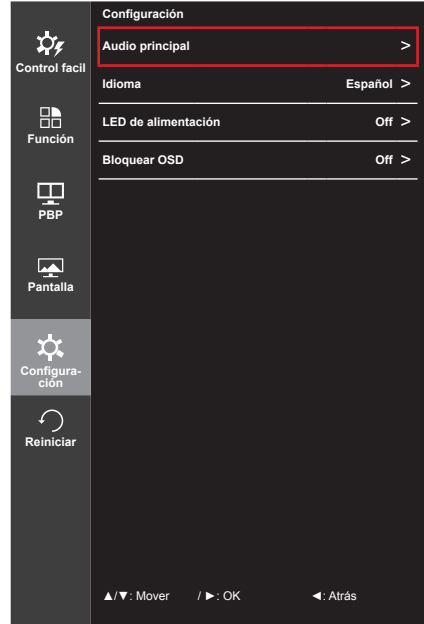 Configuración
Control facil
Audio principal >
Idioma Español >
Función
LED de alimentación Off >
Bloquear OSD Off >
PBP
Pantalla
Configura-
ción
Reiniciar
▲/▼: Mover / ►: OK ◄: Atrás